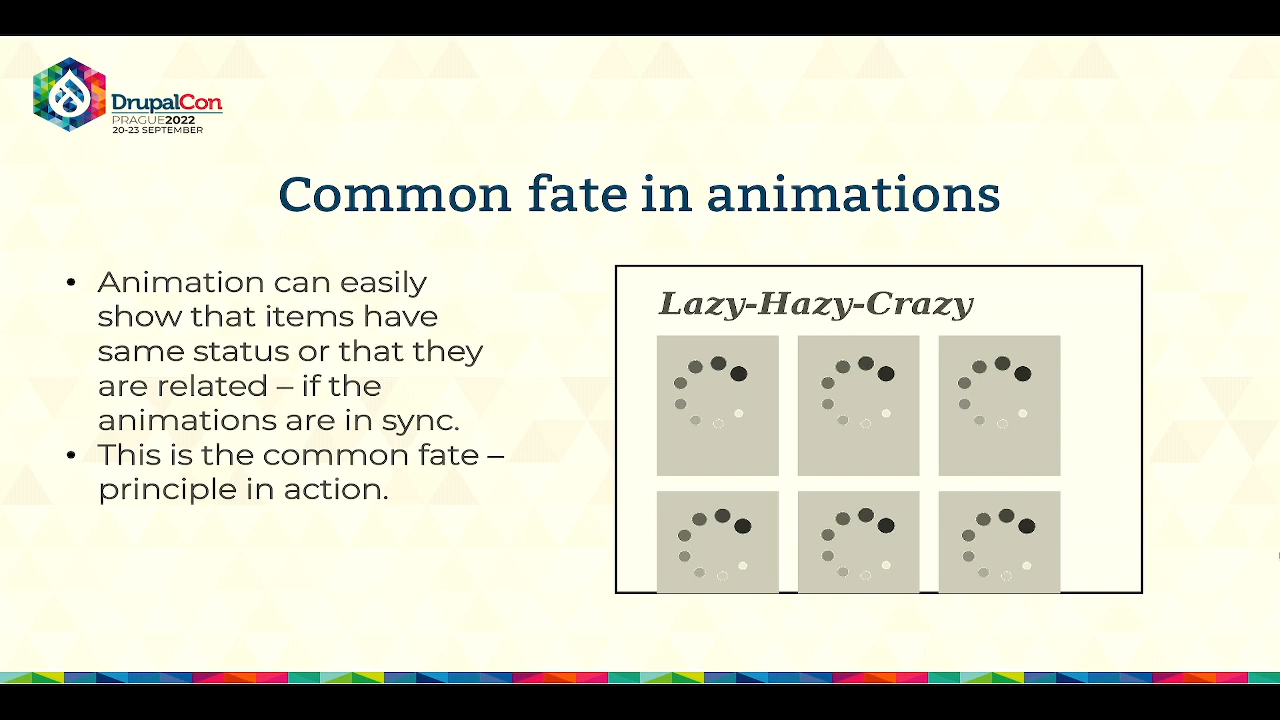 DrupalCon
PRAGUE2022
20-23 SEPTEMBER
Common fate in animations
• Animation can easily
show that items have
same status or that they
are related – if the
animations are in sync.
• This is the common fate –
principle in action.
Lazy-Hazy-Crazy